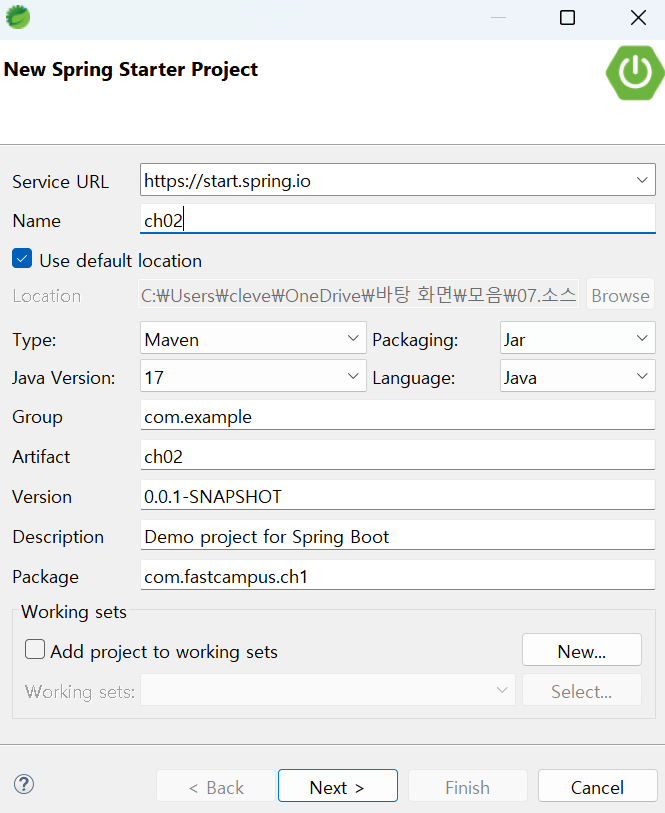 New Spring Starter Project
Service URL https://start.spring.io
Name ch02
Use default location
Location C:₩Users₩cleve₩OneDrive₩바탕 화면₩모음₩07.소스 Browse
Type: Maven Packaging: Jar
Java Version: 17 Language: Java
Group com.example
Artifact ch02
Version 0.0.1-SNAPSHOT
Description Demo project for Spring Boot
Package com.fastcampus.ch1
Working sets
Add project to working sets New...
Working sets: Select...
? < Back Next > Finish Cancel